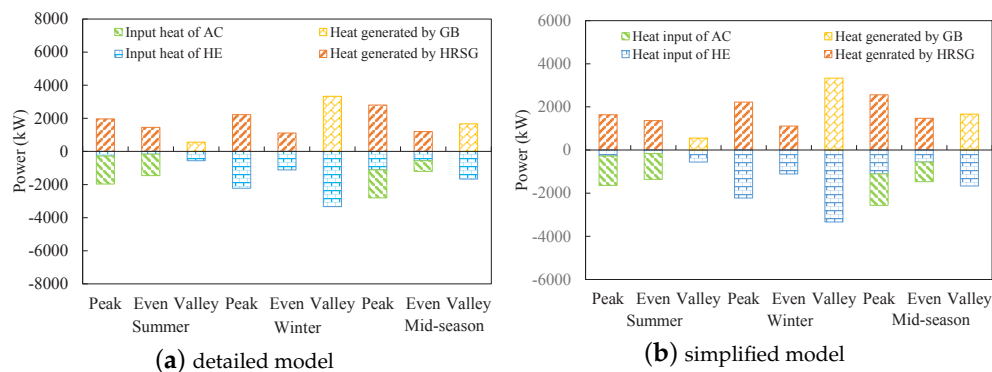 8000
6000
4000
2000
0
-2000
-4000
-6000
-8000
Power (kW)
Input heat of AC
Heat generated by GB
Input heat of HE
Heat generated by HRSG
Peak Even Valley Peak Even Valley Peak Even Valley
Summer Winter Mid-season
(a) detailed model
6000
4000
2000
0
-2000
-4000
-6000
Power (kW)
Heat input of AC
Heat generated by GB
Heat input of HE
Heat genrated by HRSG
Peak Even Valley Peak Even Valley Peak Even Valley
Summer Winter Mid-season
(b) simplified model